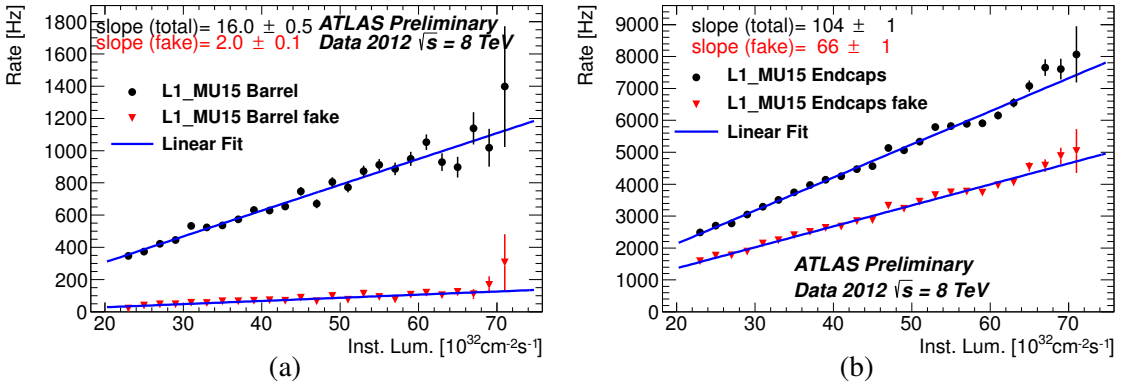 Rate [Hz]
slope (total)= 16.0 ± 0.5
slope (fake)= 2.0 ± 0.1
ATLAS Preliminary
Data 2012 √s = 8 TeV
L1_MU15 Barrel
L1_MU15 Barrel fake
Linear Fit
1800
1600
1400
1200
1000
800
600
400
200
0
20 30 40 50 60 70
Inst. Lum. [10³²cm⁻²s⁻¹]
(a)
Rate [Hz]
slope (total)= 104 ± 1
slope (fake)= 66 ± 1
L1_MU15 Endcaps
L1_MU15 Endcaps fake
Linear Fit
ATLAS Preliminary
Data 2012 √s = 8 TeV
9000
8000
7000
6000
5000
4000
3000
2000
1000
0
20 30 40 50 60 70
Inst. Lum. [10³²cm⁻²s⁻¹]
(b)